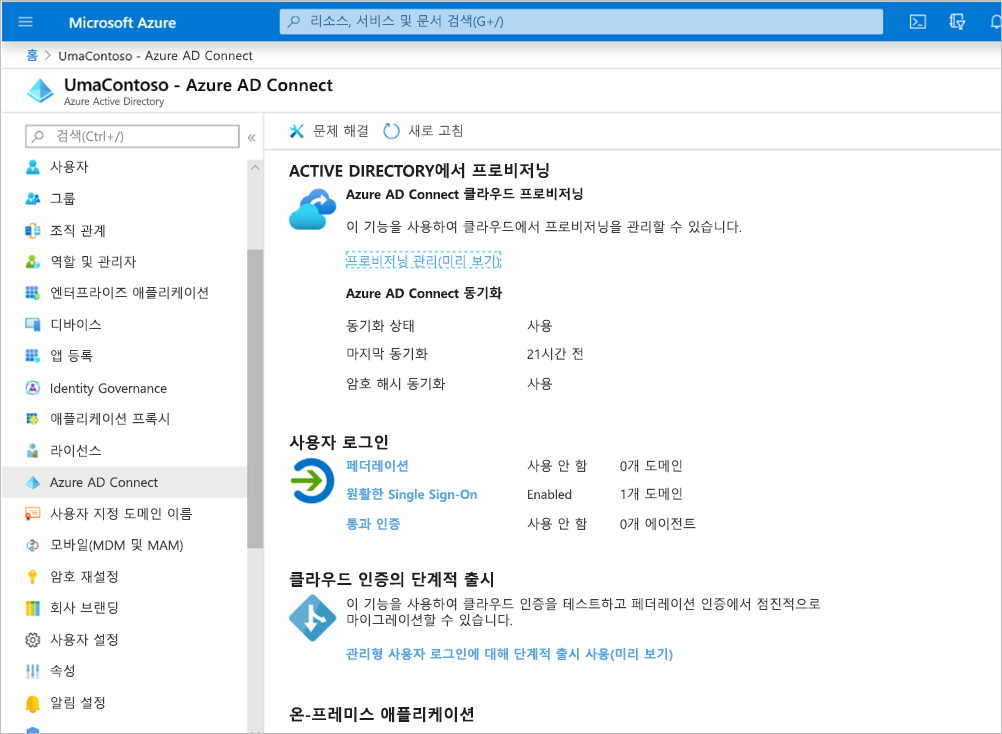 Microsoft Azure
리소스, 서비스 및 문서 검색(G+/)
홈 > UmaContoso - Azure AD Connect
UmaContoso - Azure AD Connect
Azure Active Directory
검색(Ctrl+/)
«
사용자
그룹
조직 관계
역할 및 관리자
엔터프라이즈 애플리케이션
디바이스
앱 등록
Identity Governance
애플리케이션 프록시
라이선스
Azure AD Connect
사용자 지정 도메인 이름
모바일(MDM 및 MAM)
암호 재설정
회사 브랜딩
사용자 설정
속성
알림 설정
문제 해결 새로 고침
ACTIVE DIRECTORY에서 프로비저닝
Azure AD Connect 클라우드 프로비저닝
이 기능을 사용하여 클라우드에서 프로비저닝을 관리할 수 있습니다.
프로비저닝 관리(미리 보기)
Azure AD Connect 동기화
동기화 상태 사용
마지막 동기화 21시간 전
암호 해시 동기화 사용
사용자 로그인
페더레이션 사용 안 함 0개 도메인
원활한 Single Sign-On Enabled 1개 도메인
통과 인증 사용 안 함 0개 에이전트
클라우드 인증의 단계적 출시
이 기능을 사용하여 클라우드 인증을 테스트하고 페더레이션 인증에서 점진적으로
마이그레이션할 수 있습니다.
관리형 사용자 로그인에 대해 단계적 출시 사용(미리 보기)
온-프레미스 애플리케이션